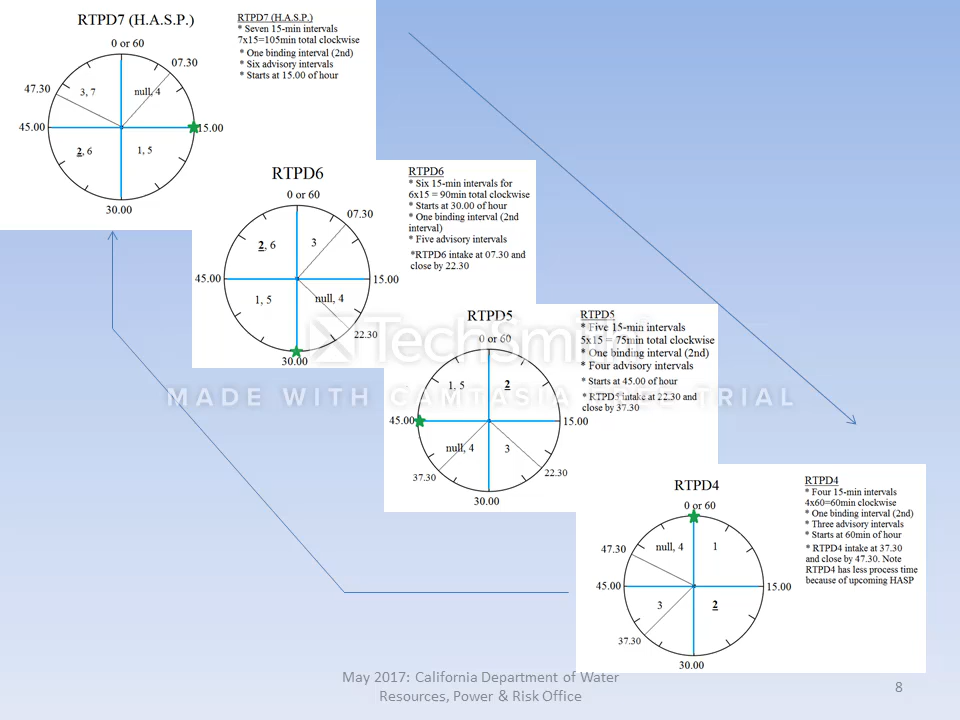 RTPD7 (H.A.S.P.)
0 or 60
07.30
47.30
3, 7
null, 4
45.00
15.00
2, 6
1, 5
30.00
RTPD7 (H.A.S.P.)
* Seven 15-min intervals
7x15=105min total clockwise
* One binding interval (2nd)
* Six advisory intervals
* Starts at 15.00 of hour
RTPD6
0 or 60
07.30
2, 6
3
45.00
15.00
1, 5
null, 4
22.30
30.00
RTPD6
* Six 15-min intervals for
6x15 = 90min total clockwise
* Starts at 30.00 of hour
* One binding interval (2nd
interval)
* Five advisory intervals
*RTPD6 intake at 07.30 and
close by 22.30
RTPD5
0 or 60
1, 5
2
45.00
15.00
null, 4
3
37.30
22.30
30.00
RTPD5
* Five 15-min intervals
5x15 = 75min total clockwise
* One binding interval (2nd)
* Four advisory intervals
* Starts at 45.00 of hour
* RTPD5 intake at 22.30 and
close by 37.30
TechSmith
MADE WITH CAMTASIA FREE TRIAL
RTPD4
0 or 60
47.30
null, 4
1
45.00
15.00
3
2
37.30
30.00
RTPD4
* Four 15-min intervals
4x60=60min clockwise
* One binding interval (2nd)
* Three advisory intervals
* Starts at 60min of hour
* RTPD4 intake at 37.30
and close by 47.30. Note
RTPD4 has less process time
because of upcoming HASP
May 2017: California Department of Water
Resources, Power & Risk Office
8